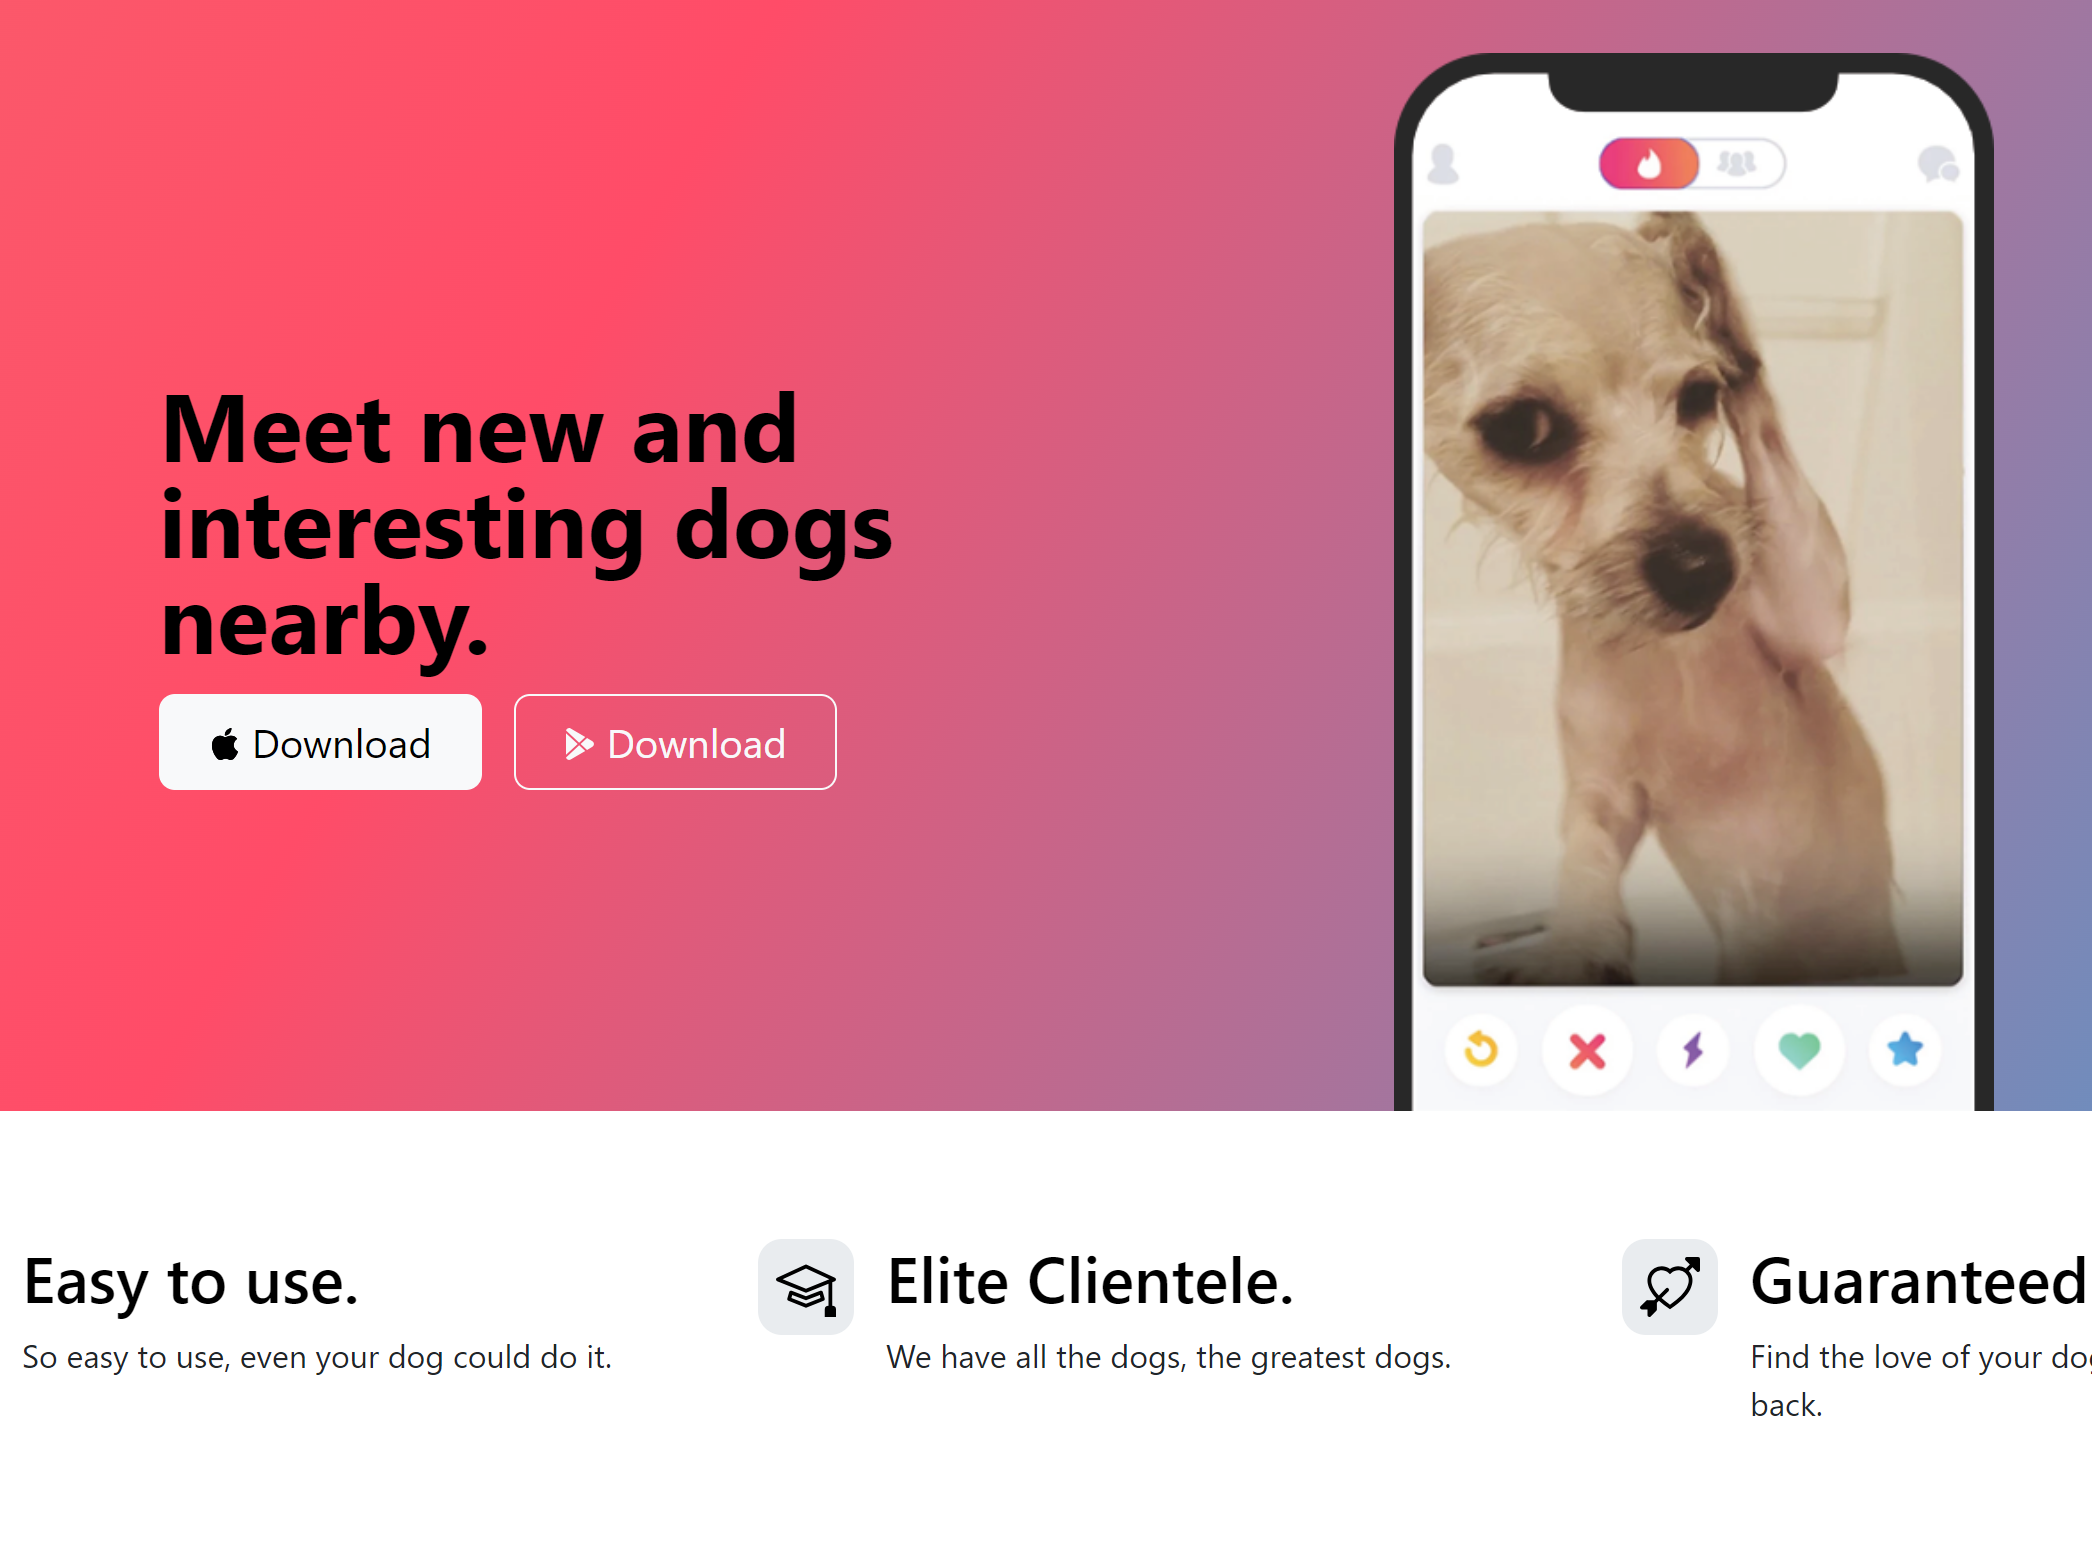 Meet new and
interesting dogs
nearby.
Download
Download
Easy to use.
So easy to use, even your dog could do it.
Elite Clientele.
We have all the dogs, the greatest dogs.
Guaranteed
Find the love of your
back.